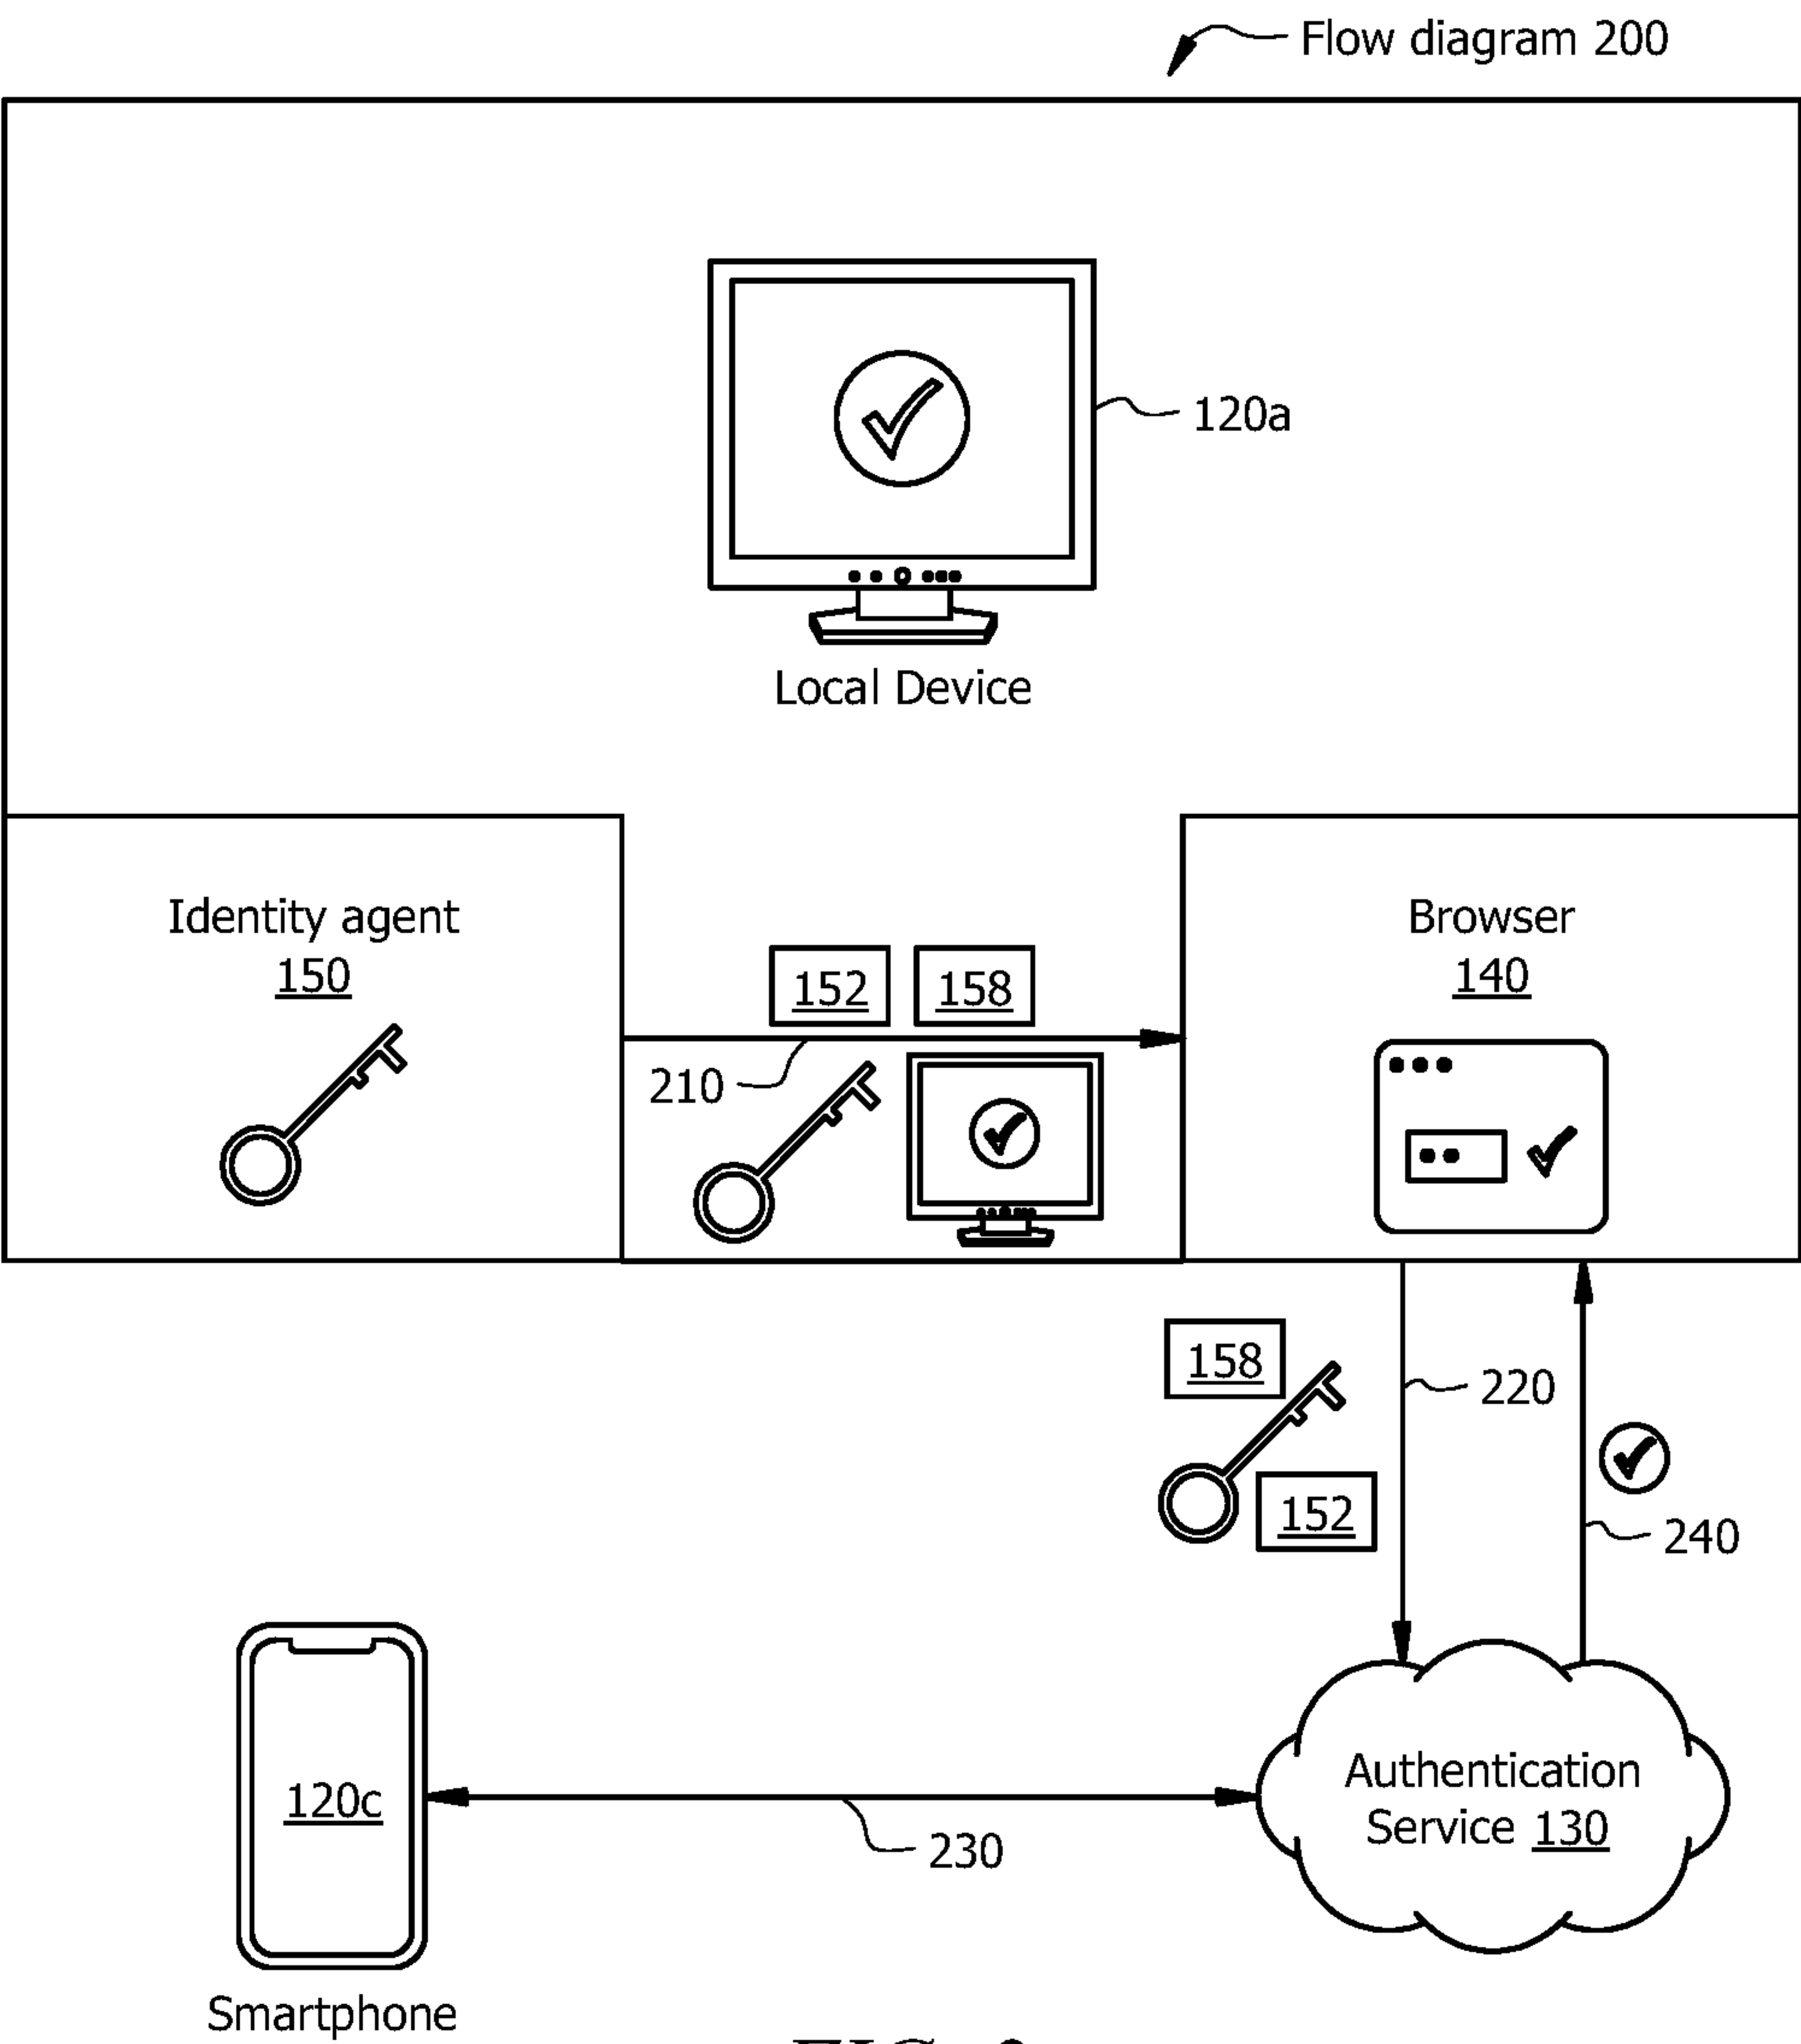 Flow diagram 200
120a
Local Device
Identity agent
150
152
158
210
Browser
140
158
152
220
240
120c
230
Authentication
Service 130
Smartphone